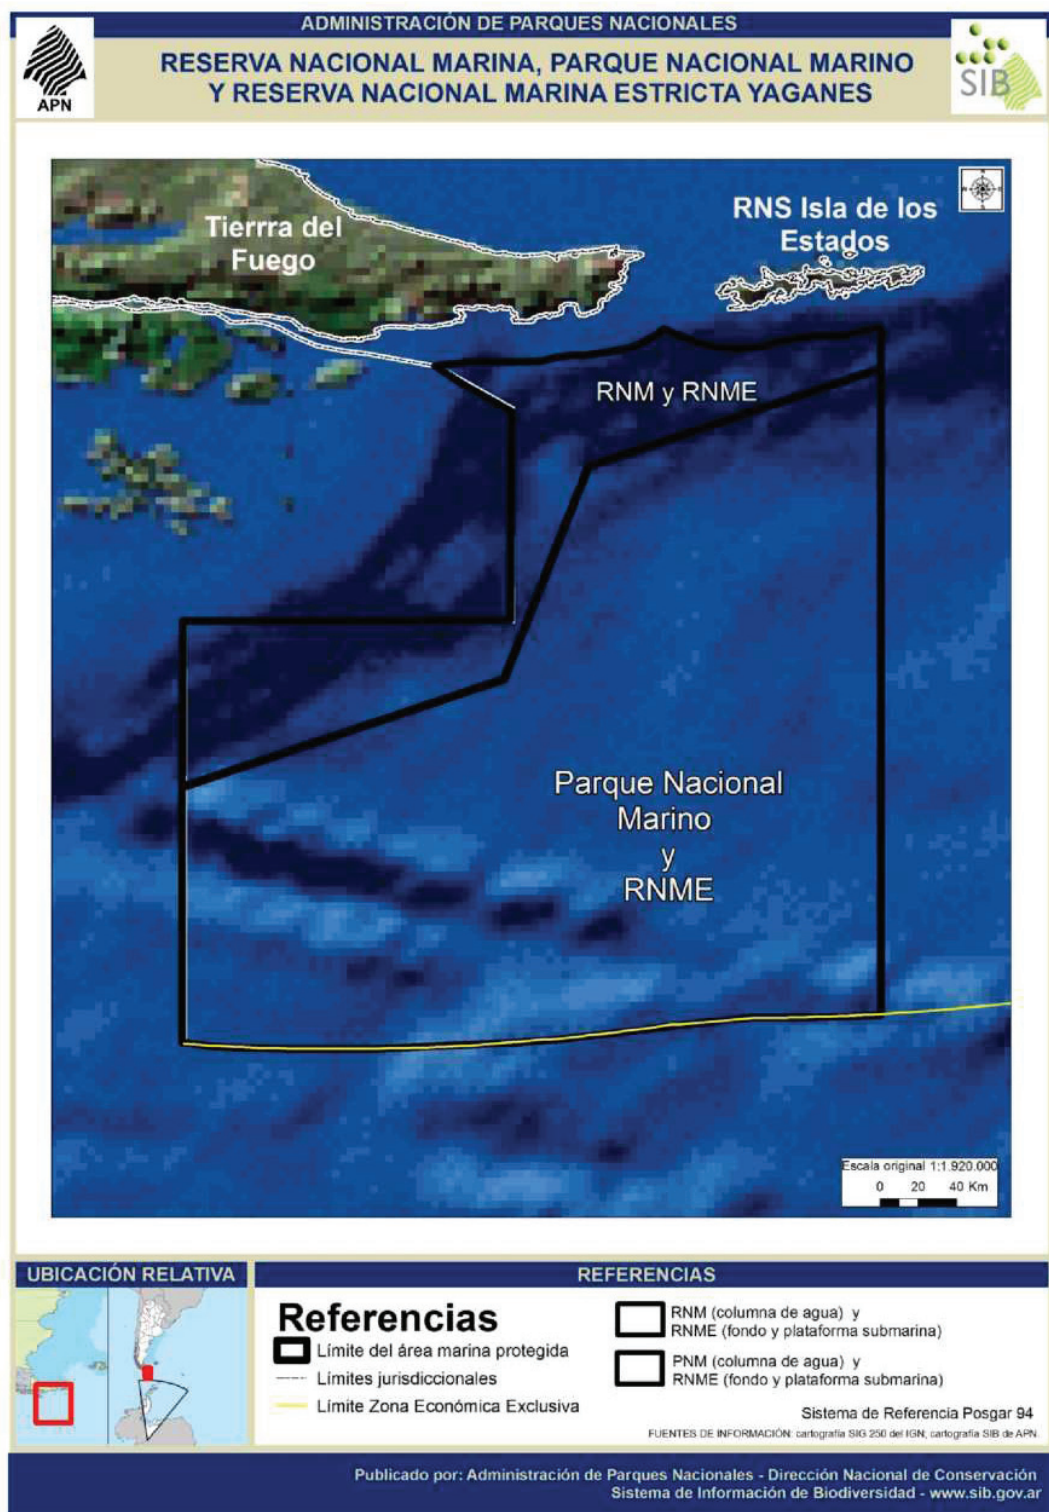 ADMINISTRACIÓN DE PARQUES NACIONALES
APN
RESERVA NACIONAL MARINA, PARQUE NACIONAL MARINO
Y RESERVA NACIONAL MARINA ESTRICTA YAGANES
SIB
Tierrra del
Fuego
RNS Isla de los
Estados
RNM y RNME
Parque Nacional
Marino
y
RNME
Escala original 1:1.920.000
0 20 40 Km
UBICACIÓN RELATIVA
REFERENCIAS
Referencias
Límite del área marina protegida
Límites jurisdiccionales
Límite Zona Económica Exclusiva
RNM (columna de agua) y
RNME (fondo y plataforma submarina)
PNM (columna de agua) y
RNME (fondo y plataforma submarina)
Sistema de Referencia Posgar 94
FUENTES DE INFORMACIÓN: cartografía SIG 250 del IGN; cartografía SIB de APN.
Publicado por: Administración de Parques Nacionales - Dirección Nacional de Conservación
Sistema de Información de Biodiversidad - www.sib.gov.ar